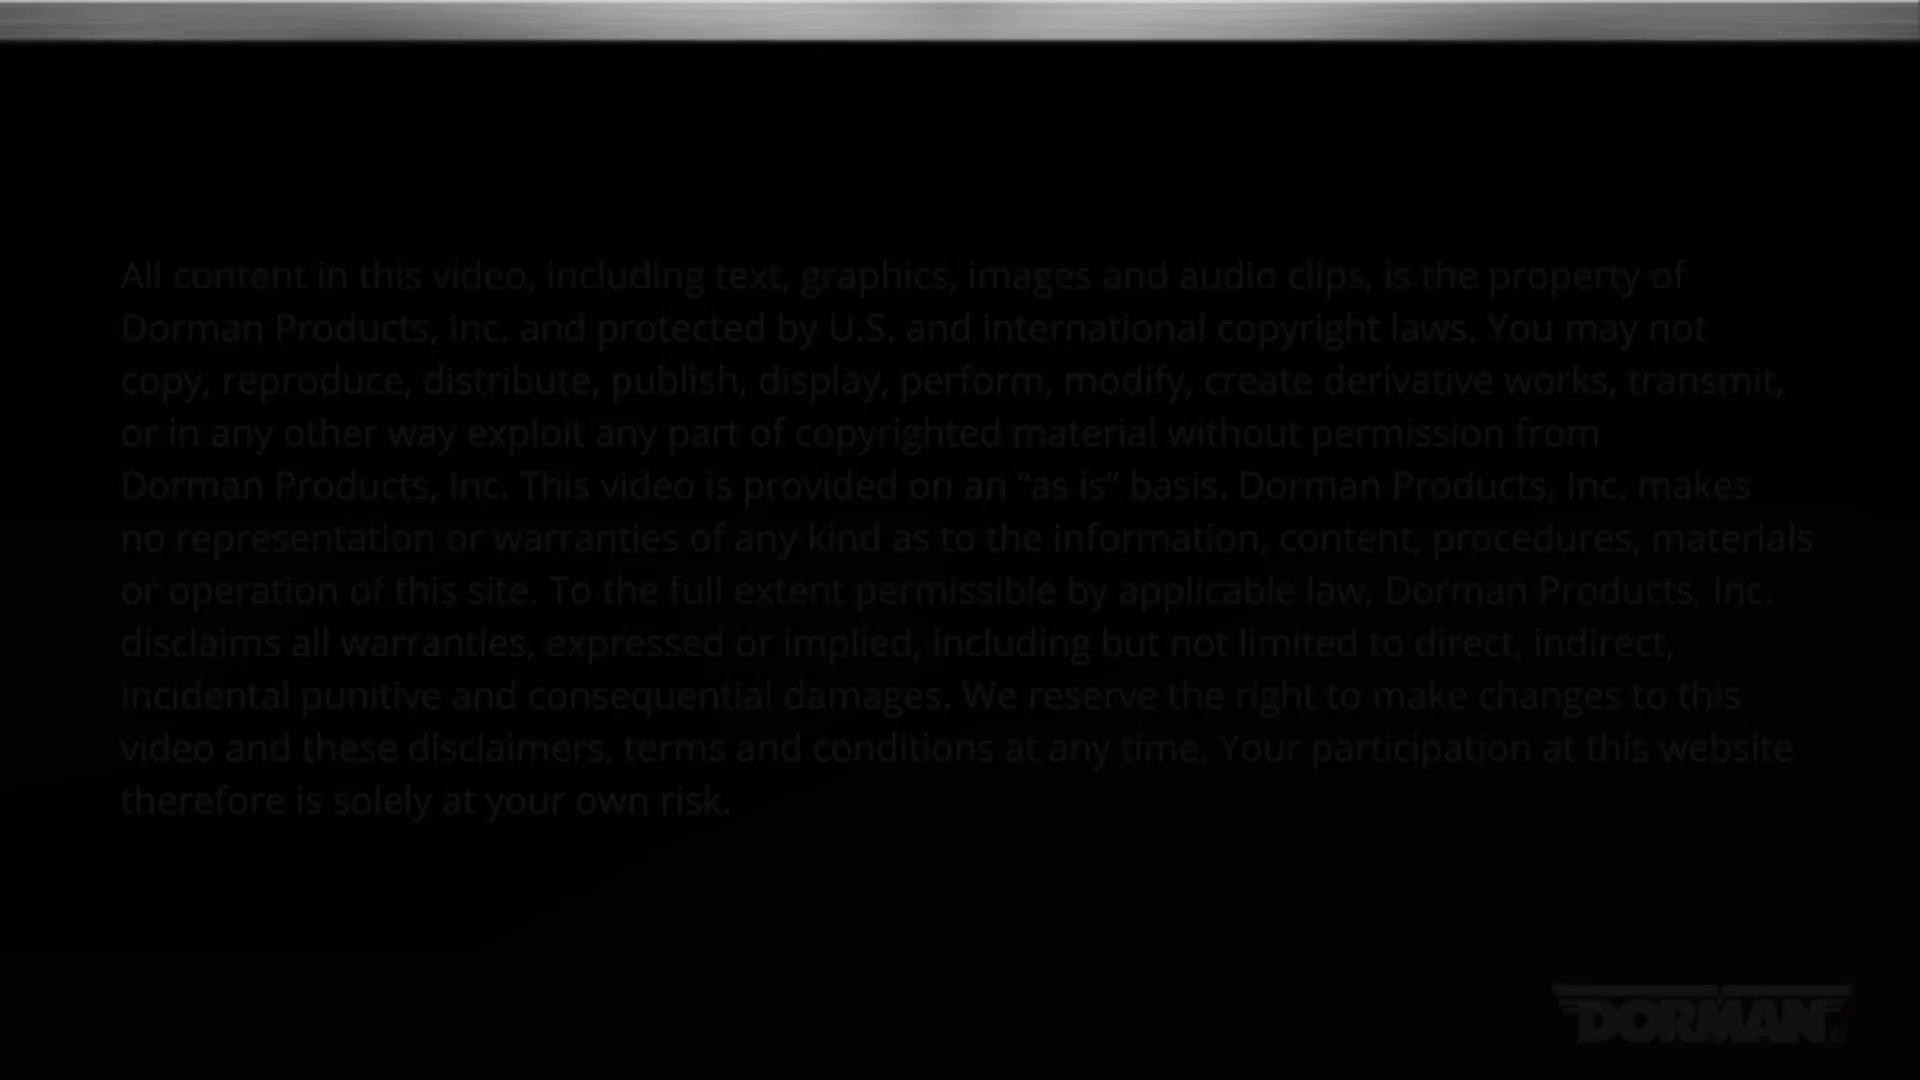 All content in this video, including text, graphics, images and audio clips, is the property of
Dorman Products, Inc. and protected by U.S. and international copyright laws. You may not
copy, reproduce, distribute, publish, display, perform, modify, create derivative works, transmit,
or in any other way exploit any part of copyrighted material without permission from
Dorman Products, Inc. This video is provided on an “as is” basis. Dorman Products, Inc. makes
no representation or warranties of any kind as to the information, content, procedures, materials
or operation of this site. To the full extent permissible by applicable law, Dorman Products, Inc.
disclaims all warranties, expressed or implied, including but not limited to direct, indirect,
incidental punitive and consequential damages. We reserve the right to make changes to this
video and these disclaimers, terms and conditions at any time. Your participation at this website
therefore is solely at your own risk.
DORMAN®